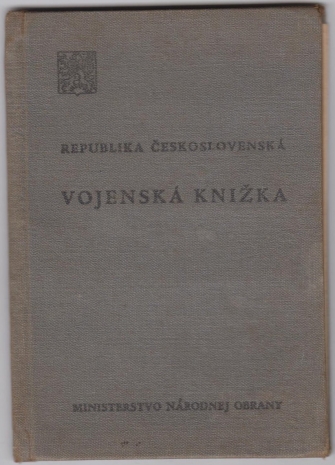 REPUBLIKA ČESKOSLOVENSKÁ
VOJENSKÁ KNIŽKA
MINISTERSTVO NÁRODNEJ OBRANY